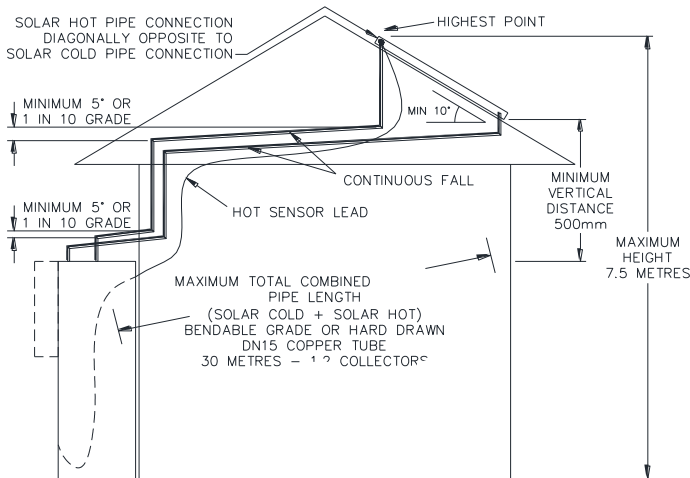 SOLAR HOT PIPE CONNECTION
DIAGONALLY OPPOSITE TO
SOLAR COLD PIPE CONNECTION
HIGHEST POINT
MINIMUM 5° OR
1 IN 10 GRADE
MIN 10°
CONTINUOUS FALL
MINIMUM
VERTICAL
DISTANCE
500mm
MINIMUM 5° OR
1 IN 10 GRADE
HOT SENSOR LEAD
MAXIMUM
HEIGHT
7.5 METRES
MAXIMUM TOTAL COMBINED
PIPE LENGTH
(SOLAR COLD + SOLAR HOT)
BENDABLE GRADE OR HARD DRAWN
DN15 COPPER TUBE
30 METRES – COLLECTORS